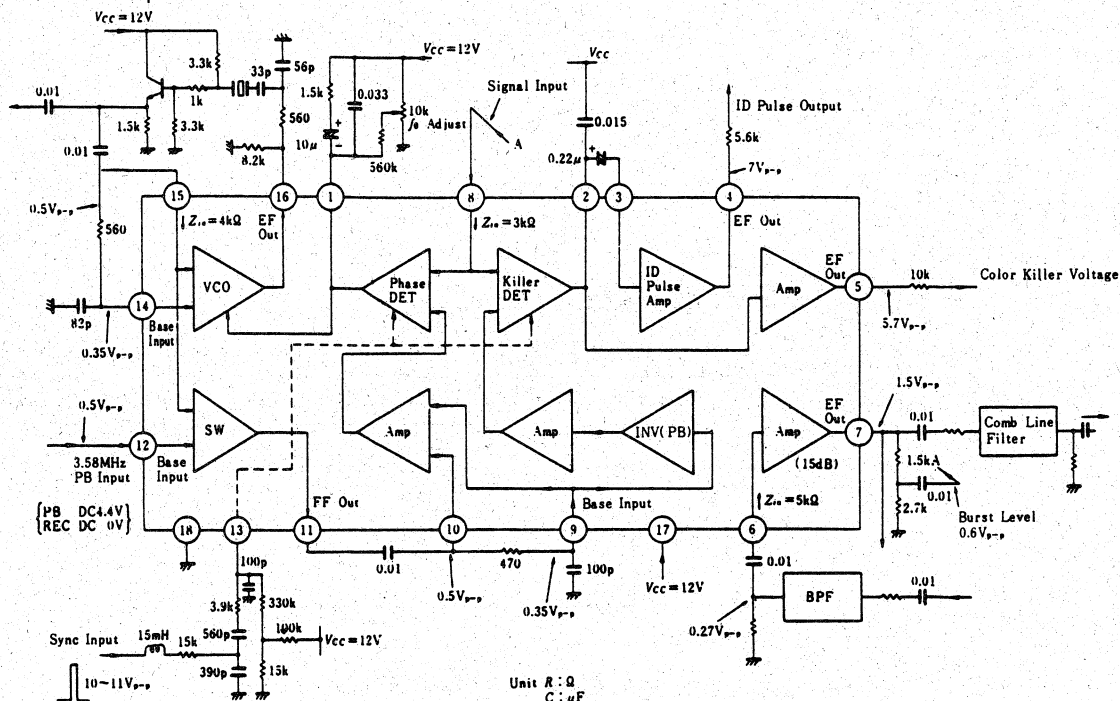 Vcc=12V
3.3k
33p
56p
1k
0.01
1.5k
3.3k
560
8.2k
0.01
Vcc=12V
1.5k
0.033
10k
fθ Adjust
10μ
+
−
560k
Signal Input
A
Vcc
0.015
0.22μ
+
ID Pulse Output
5.6k
7Vp-p
15
16
1
8
2
3
4
0.5Vp-p
560
Zin=4kΩ
EF
Out
Zin=3kΩ
EF Out
VCO
Phase
DET
Killer
DET
ID
Pulse
Amp
Amp
EF
Out
5
10k
Color Killer Voltage
5.7Vp-p
82p
14
Base
Input
0.35Vp-p
0.5Vp-p
12
3.58MHz
PB Input
Base
Input
SW
Amp
Amp
INV(PB)
Amp
(15dB)
EF
Out
7
1.5Vp-p
0.01
Comb Line
Filter
1.5k
A
0.01
2.7k
Burst Level
0.6Vp-p
PB DC4.4V
REC DC 0V
FF Out
Base Input
Zin=5kΩ
18
13
11
10
9
17
6
100p
0.01
470
100p
0.5Vp-p
0.35Vp-p
Vcc=12V
0.01
BPF
0.01
0.27Vp-p
3.9k
330k
560p
100k
Vcc=12V
Sync Input
15mH
15k
390p
15k
10~11Vp-p
Unit R:Ω
C:μF